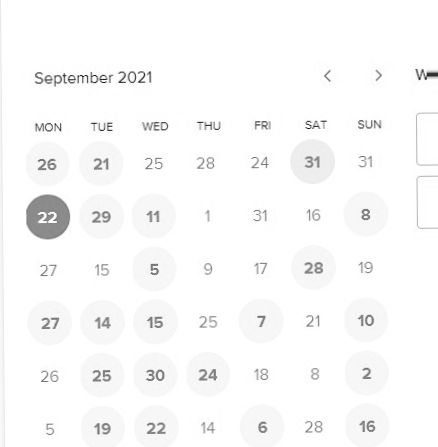 September 2021 < >
MON TUE WED THU FRI SAT SUN
26 21 25 28 24 31 31
22 29 11 1 31 16 8
27 15 5 9 17 28 19
27 14 15 25 7 21 10
26 25 30 24 18 8 2
5 19 22 14 6 28 16